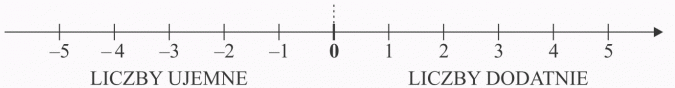 –5 –4 –3 –2 –1 0 1 2 3 4 5
LICZBY UJEMNE LICZBY DODATNIE